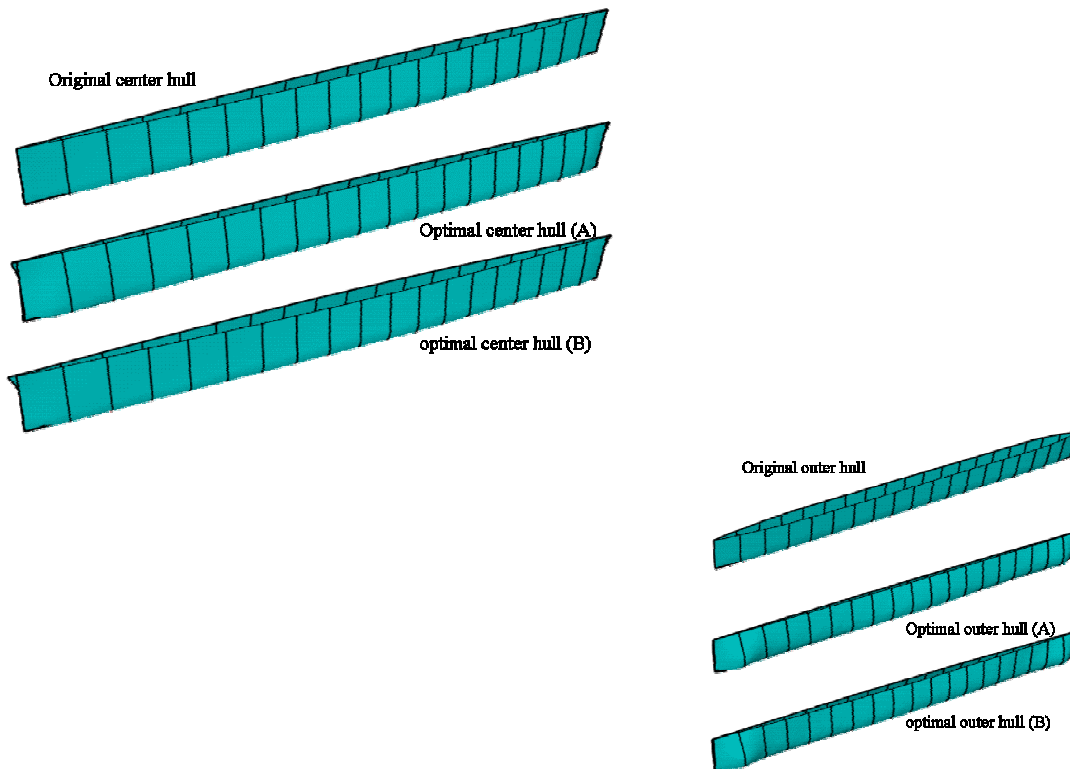 Original center hull
Optimal center hull (A)
optimal center hull (B)
Original outer hull
Optimal outer hull (A)
optimal outer hull (B)